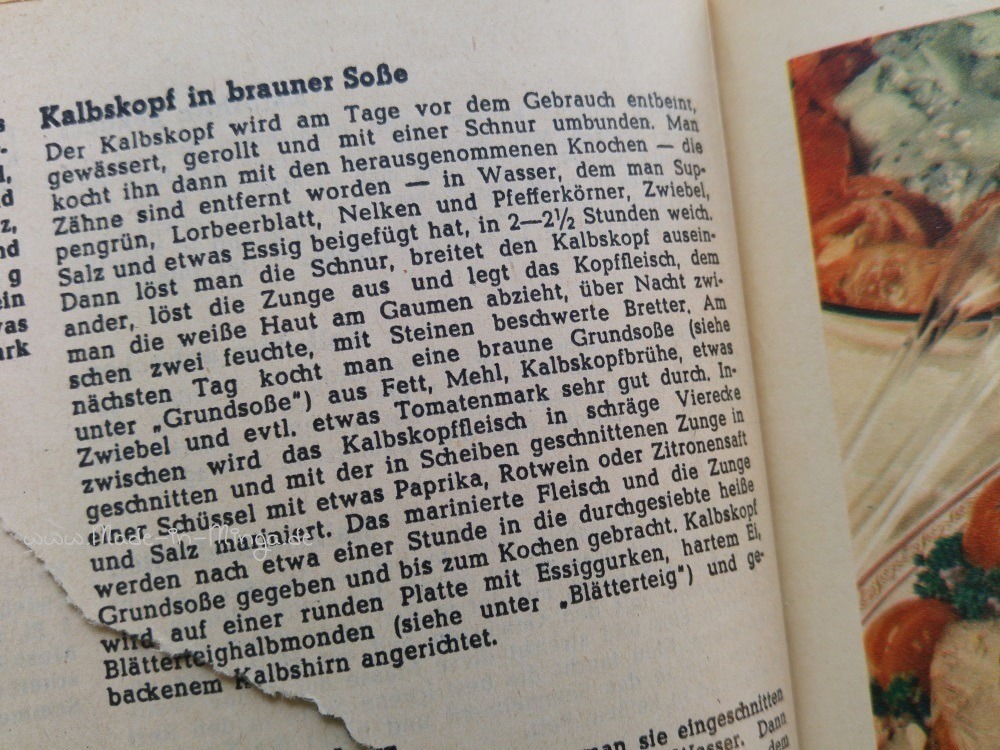 Kalbskopf in brauner Soße
Der Kalbskopf wird am Tage vor dem Gebrauch entbeint,
gewässert, gerollt und mit einer Schnur umbunden. Man
kocht ihn dann mit den herausgenommenen Knochen — die
Zähne sind entfernt worden — in Wasser, dem man Sup-
pengrün, Lorbeerblatt, Nelken und Pfefferkörner, Zwiebel,
Salz und etwas Essig beigefügt hat, in 2—2½ Stunden weich.
Dann löst man die Schnur, breitet den Kalbskopf ausein-
ander, löst die Zunge aus und legt das Kopffleisch, dem
man die weiße Haut am Gaumen abzieht, über Nacht zwi-
schen zwei feuchte, mit Steinen beschwerte Bretter. Am
nächsten Tag kocht man eine braune Grundsoße (siehe
unter „Grundsoße") aus Fett, Mehl, Kalbskopfbrühe, etwas
Zwiebel und evtl. etwas Tomatenmark sehr gut durch. In-
zwischen wird das Kalbskopffleisch in schräge Vierecke
geschnitten und mit der in Scheiben geschnittenen Zunge in
einer Schüssel mit etwas Paprika, Rotwein oder Zitronensaft
und Salz mariniert. Das marinierte Fleisch und die Zunge
werden nach etwa einer Stunde in die durchgesiebte heiße
Grundsoße gegeben und bis zum Kochen gebracht. Kalbskopf
wird auf einer runden Platte mit Essiggurken, hartem Ei,
Blätterteighalbmonden (siehe unter „Blätterteig") und ge-
backenem Kalbshirn angerichtet.
www.Made-in-Minga.de
man sie eingeschnitten
Wasser. Dann
dem